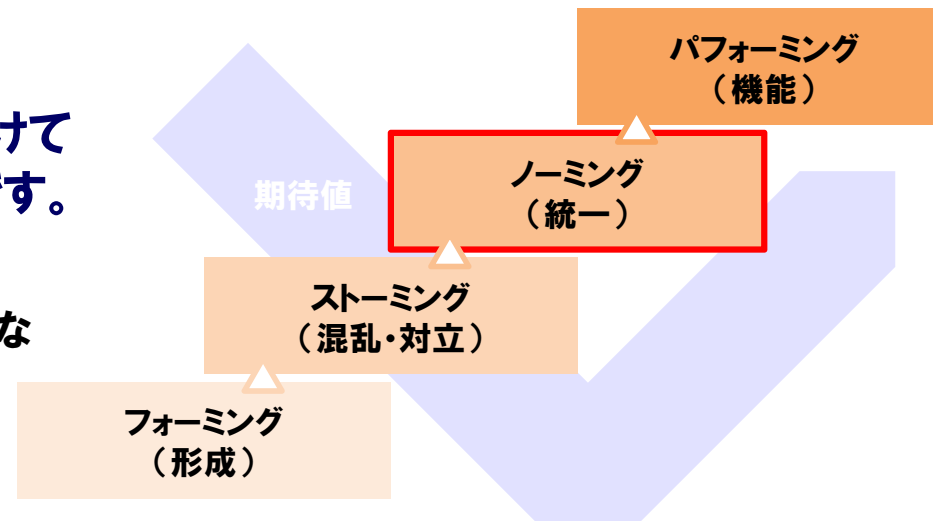 パフォーミング
（機能）
けて
す。
ノーミング
（統一）
期待値
な
ストーミング
（混乱・対立）
フォーミング
（形成）